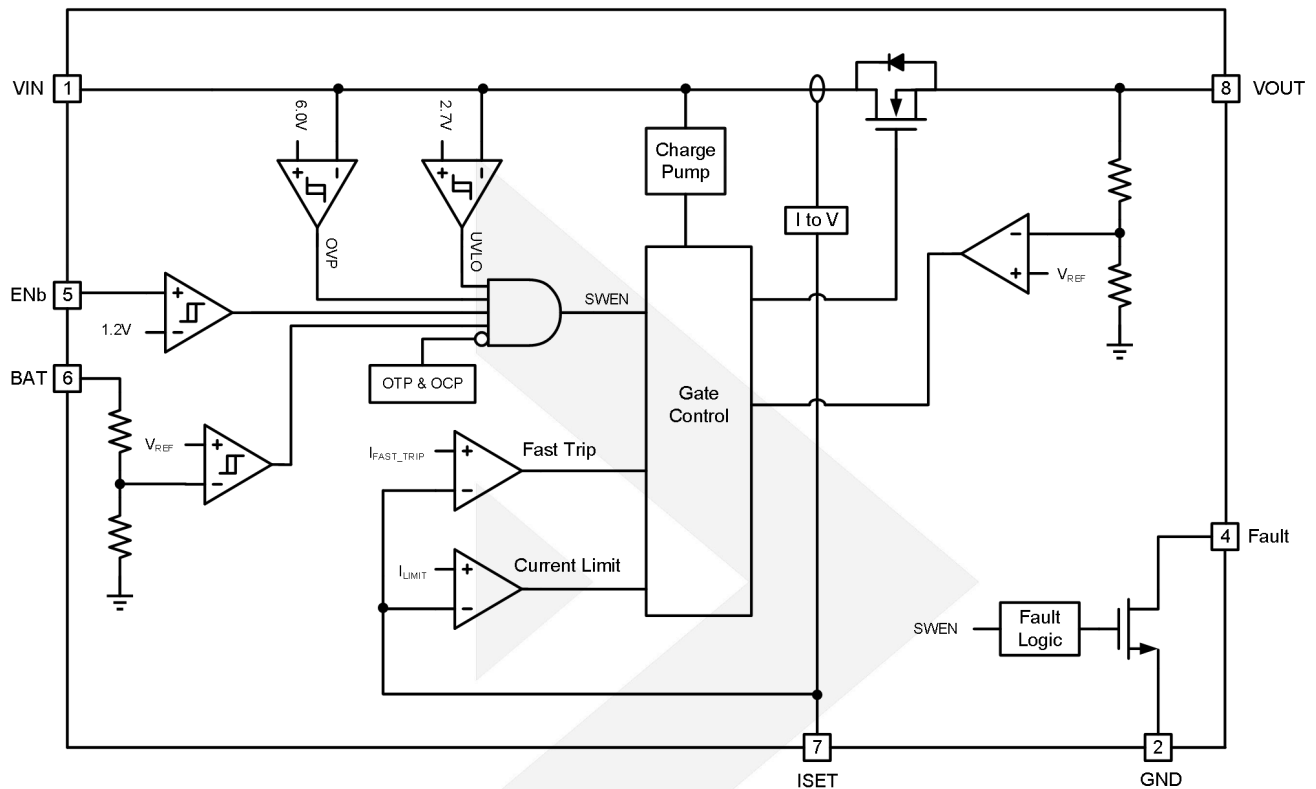 VIN
1
8
VOUT
6.0V
2.7V
+
-
+
-
Charge
Pump
I to V
OVP
UVLO
-
+
VREF
ENb
5
+
-
1.2V
SWEN
BAT
6
OTP & OCP
Gate
Control
VREF
+
-
IFAST_TRIP
+
-
Fast Trip
ILIMIT
+
-
Current Limit
4
Fault
SWEN
Fault
Logic
7
ISET
2
GND